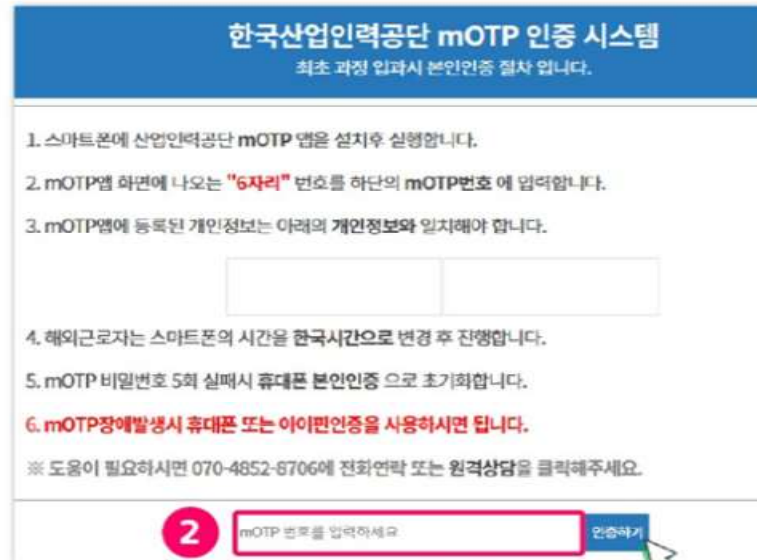 한국산업인력공단 mOTP 인증 시스템
최초 과정 입과시 본인인증 절차 입니다.
1. 스마트폰에 산업인력공단 mOTP 앱을 설치후 실행합니다.
2. mOTP앱 화면에 나오는 "6자리" 번호를 하단의 mOTP번호 에 입력합니다.
3. mOTP앱에 등록된 개인정보는 아래의 개인정보와 일치해야 합니다.
4. 해외근로자는 스마트폰의 시간을 한국시간으로 변경 후 진행합니다.
5. mOTP 비밀번호 5회 실패시 휴대폰 본인인증 으로 초기화합니다.
6. mOTP장애발생시 휴대폰 또는 아이핀인증을 사용하시면 됩니다.
※ 도움이 필요하시면 070-4852-8706에 전화연락 또는 원격상담을 클릭해주세요.
2 mOTP 번호를 입력하세요 인증하기